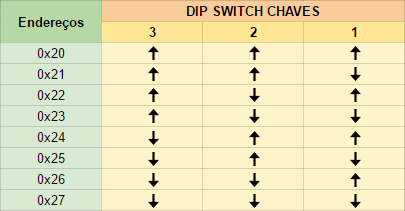 Endereços DIP SWITCH CHAVES
3 2 1
0x20 ↑ ↑ ↑
0x21 ↑ ↑ ↓
0x22 ↑ ↓ ↑
0x23 ↑ ↓ ↓
0x24 ↓ ↑ ↑
0x25 ↓ ↑ ↓
0x26 ↓ ↓ ↑
0x27 ↓ ↓ ↓